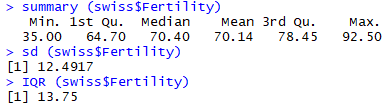 > summary (swiss$Fertility)
   Min. 1st Qu.  Median    Mean 3rd Qu.    Max.
  35.00   64.70   70.40   70.14   78.45   92.50
> sd (swiss$Fertility)
[1] 12.4917
> IQR (swiss$Fertility)
[1] 13.75